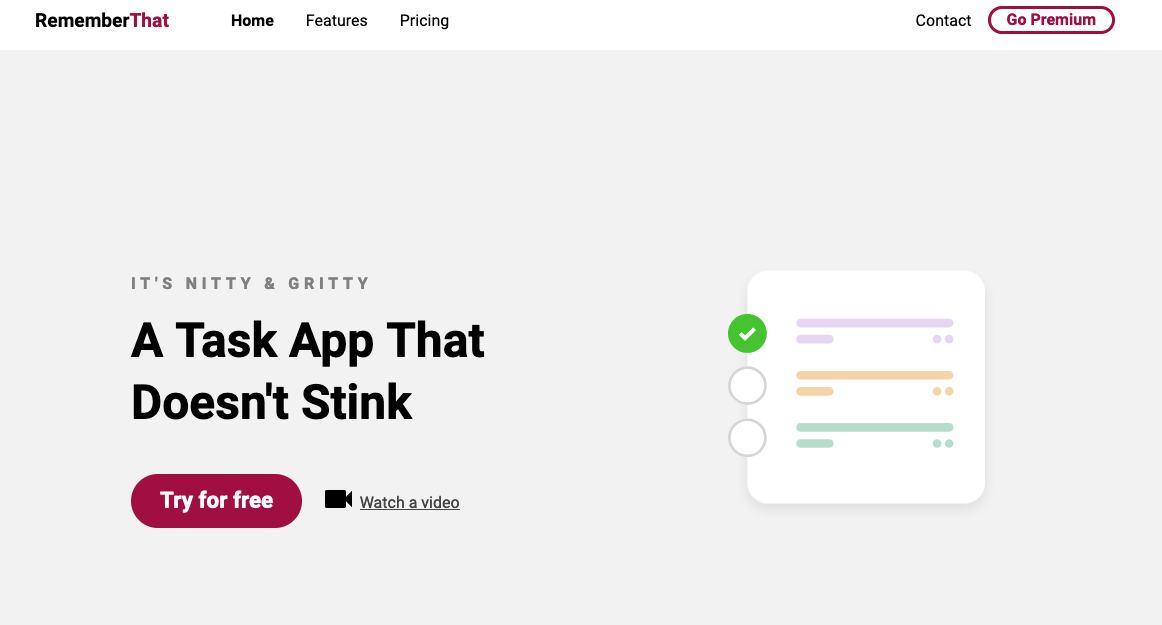 RememberThat Home Features Pricing Contact Go Premium
IT'S NITTY & GRITTY
A Task App That
Doesn't Stink
Try for free Watch a video